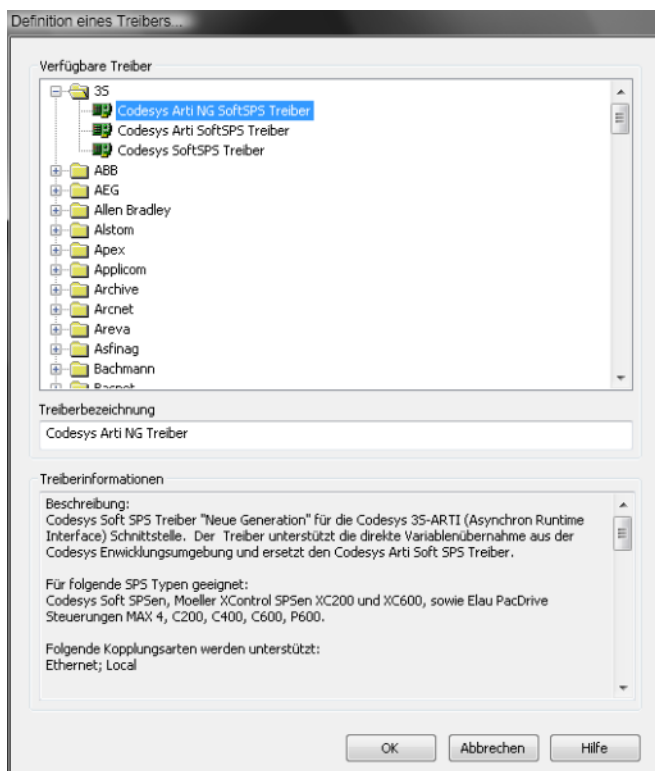 Definition eines Treibers...
Verfügbare Treiber
3S
Codesys Arti NG SoftSPS Treiber
Codesys Arti SoftSPS Treiber
Codesys SoftSPS Treiber
ABB
AEG
Allen Bradley
Alstom
Apex
Applicom
Archive
Arcnet
Areva
Asfinag
Bachmann
Bacnet
Treiberbezeichnung
Codesys Arti NG Treiber
Treiberinformationen
Beschreibung:
Codesys Soft SPS Treiber "Neue Generation" für die Codesys 3S-ARTI (Asynchron Runtime
Interface) Schnittstelle. Der Treiber unterstützt die direkte Variablenübernahme aus der
Codesys Enwicklungsumgebung und ersetzt den Codesys Arti Soft SPS Treiber.
Für folgende SPS Typen geeignet:
Codesys Soft SPSen, Moeller XControl SPSen XC200 und XC600, sowie Elau PacDrive
Steuerungen MAX 4, C200, C400, C600, P600.
Folgende Kopplungsarten werden unterstützt:
Ethernet; Local
OK
Abbrechen
Hilfe